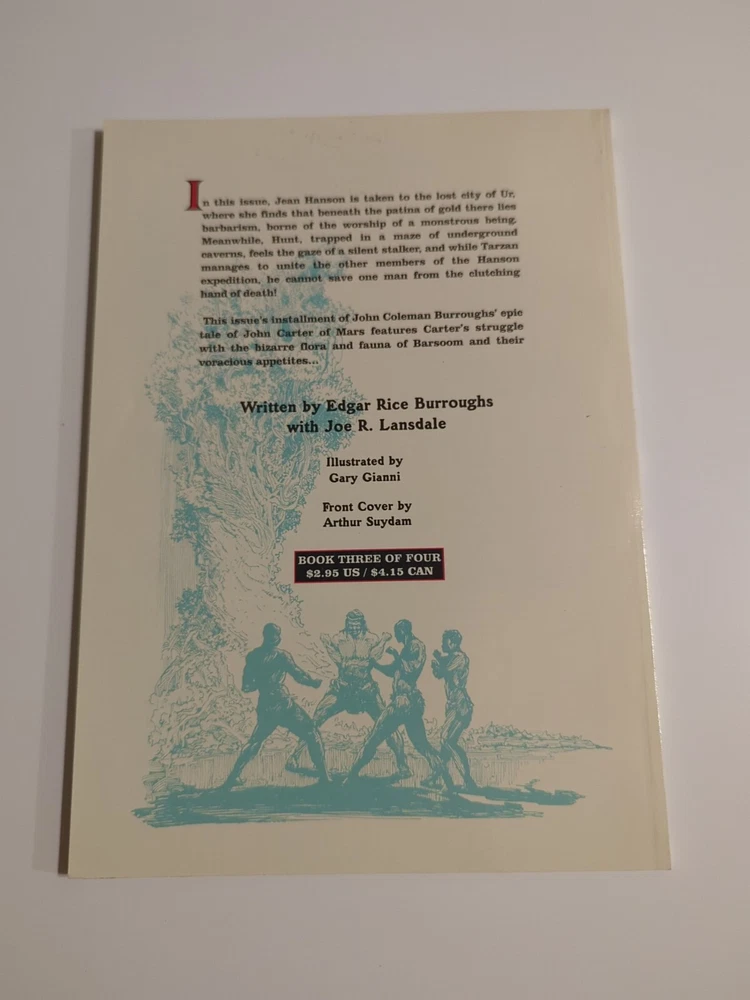 In this issue, Jean Hanson is taken to the lost city of Ur,
where she finds that beneath the patina of gold there lies
barbarism, borne of the worship of a monstrous being.
Meanwhile, Hunt, trapped in a maze of underground
caverns, feels the gaze of a silent stalker, and while Tarzan
manages to unite the other members of the Hanson
expedition, he cannot save one man from the clutching
hand of death!
This issue's installment of John Coleman Burroughs' epic
tale of John Carter of Mars features Carter's struggle
with the bizarre flora and fauna of Barsoom and their
voracious appetites...
Written by Edgar Rice Burroughs
with Joe R. Lansdale
Illustrated by
Gary Gianni
Front Cover by
Arthur Suydam
BOOK THREE OF FOUR
$2.95 US / $4.15 CAN